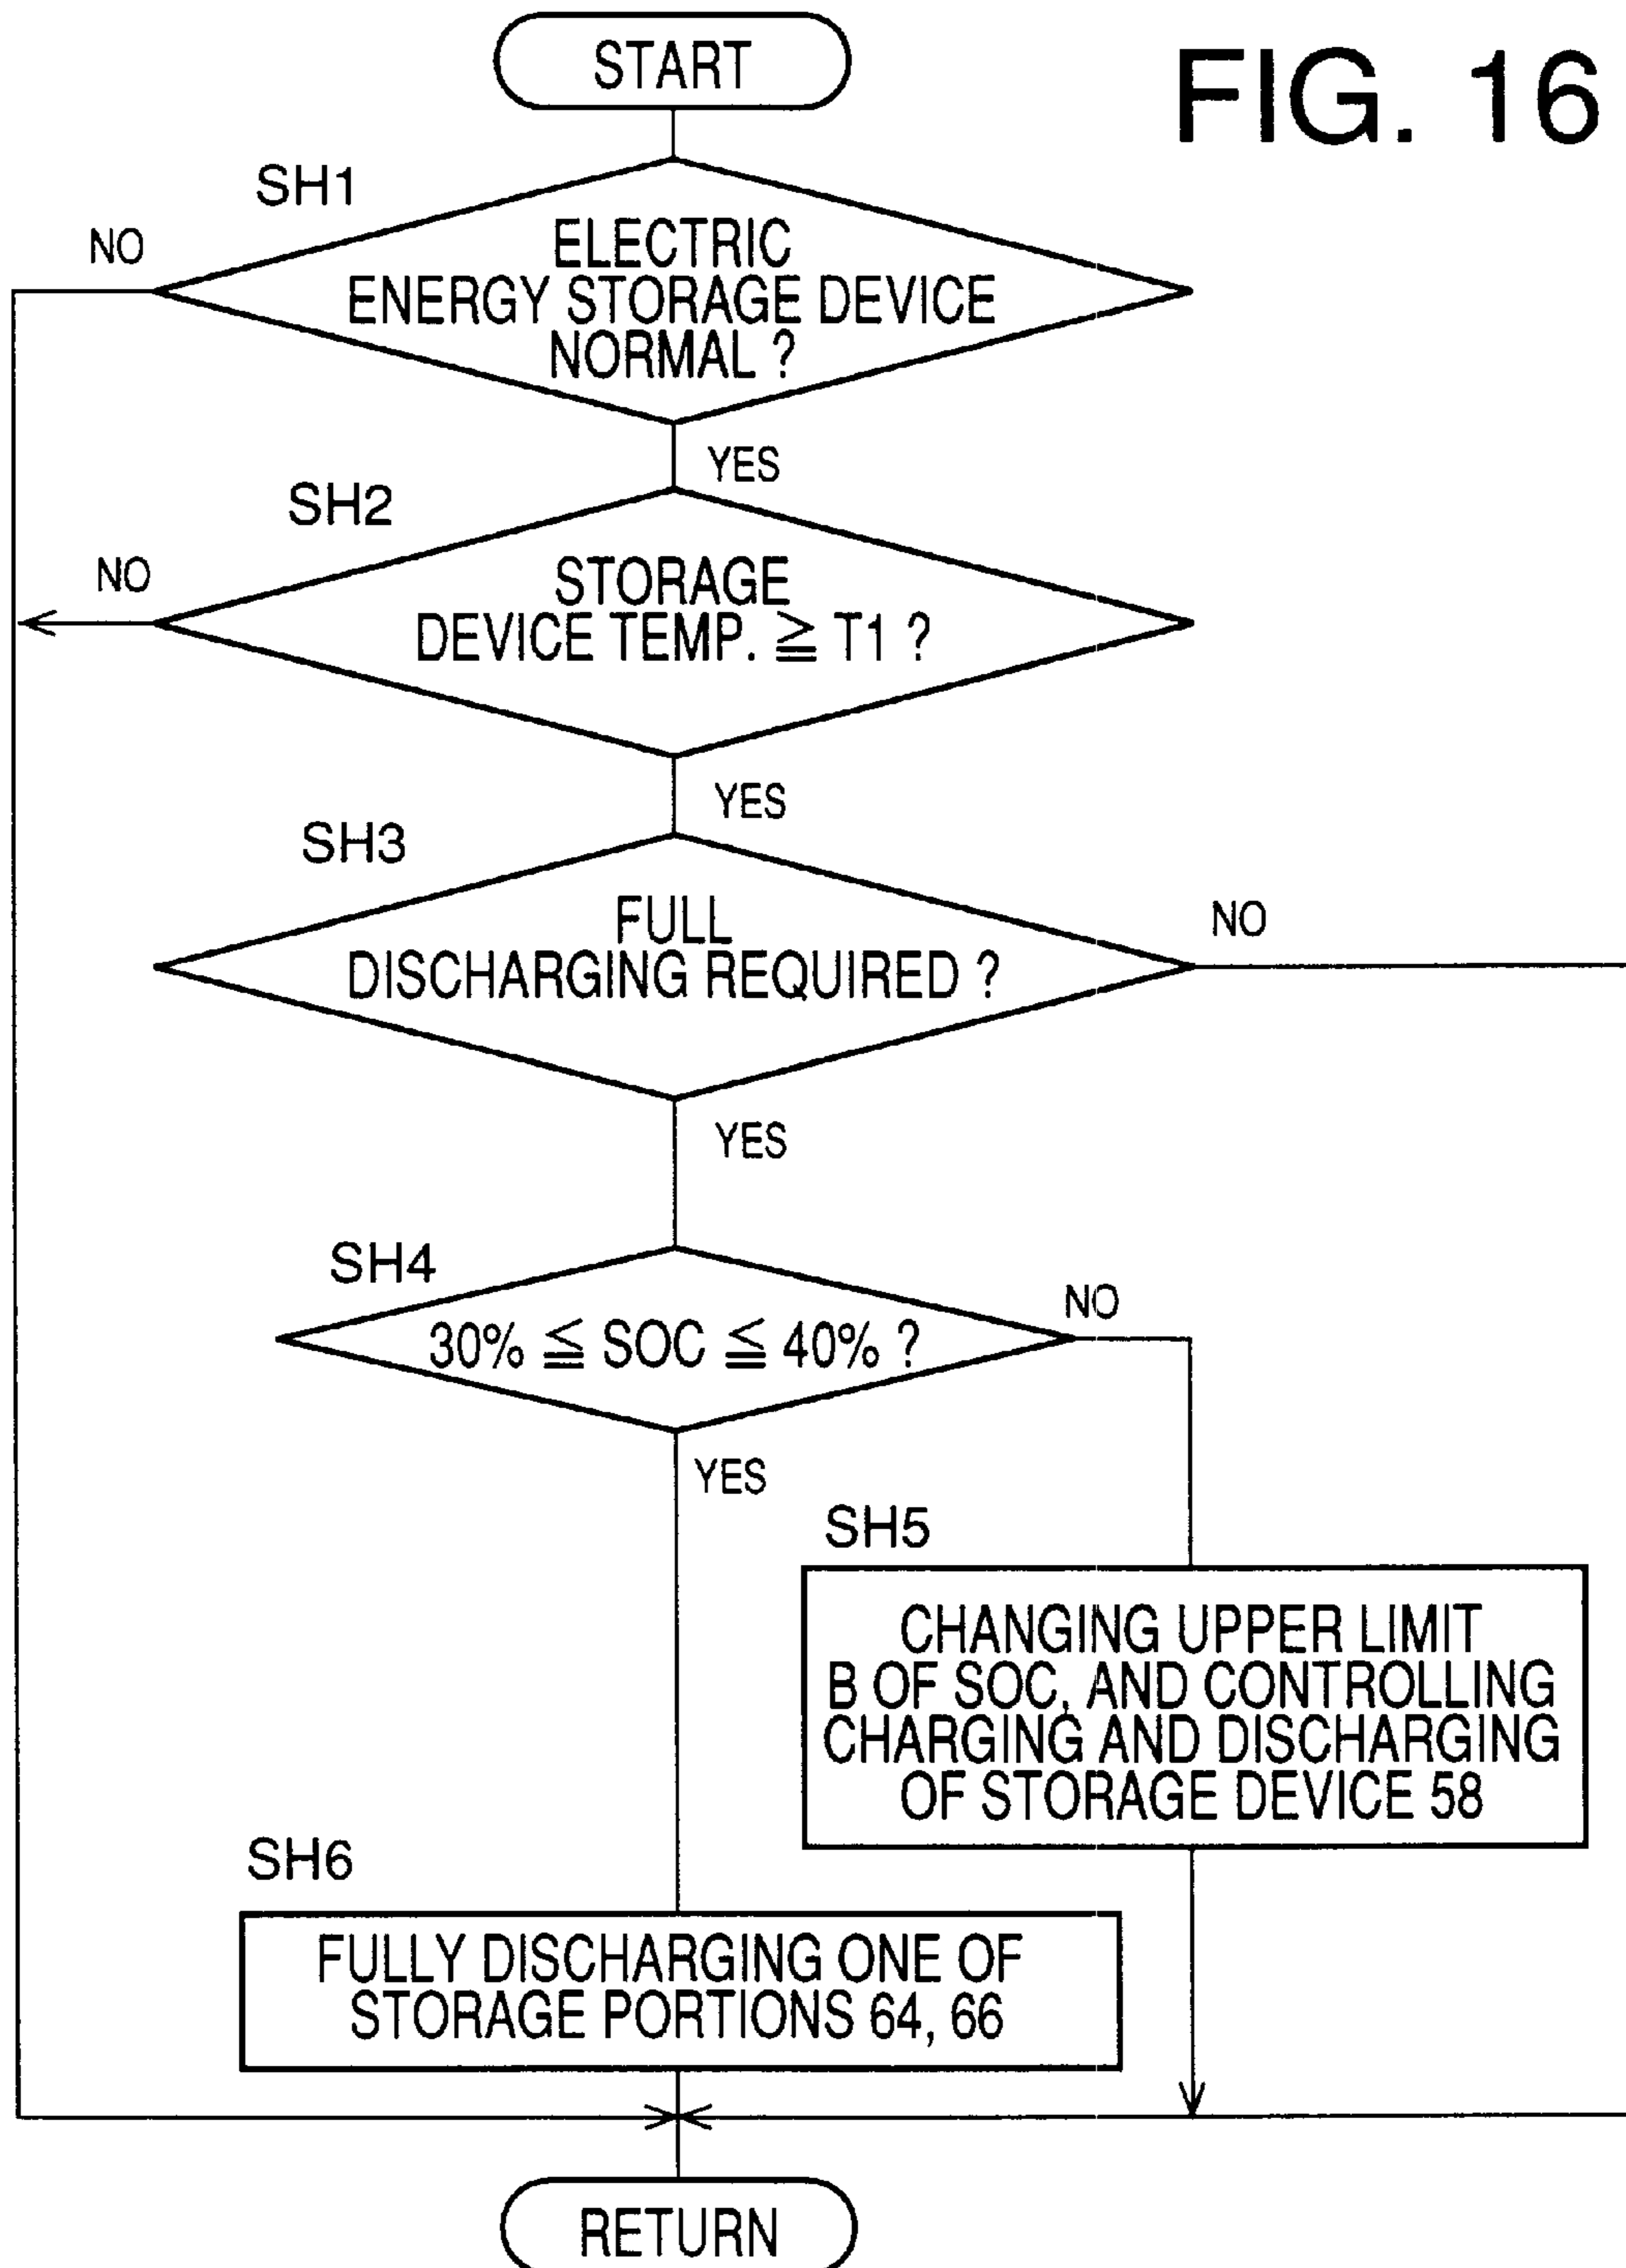 FIG. 16
START
SH1
NO
ELECTRIC
ENERGY STORAGE DEVICE
NORMAL ?
YES
SH2
NO
STORAGE
DEVICE TEMP. ≧ T1 ?
YES
SH3
FULL
DISCHARGING REQUIRED ?
NO
YES
SH4
30% ≦ SOC ≦ 40% ?
NO
YES
SH5
CHANGING UPPER LIMIT
B OF SOC, AND CONTROLLING
CHARGING AND DISCHARGING
OF STORAGE DEVICE 58
SH6
FULLY DISCHARGING ONE OF
STORAGE PORTIONS 64, 66
RETURN